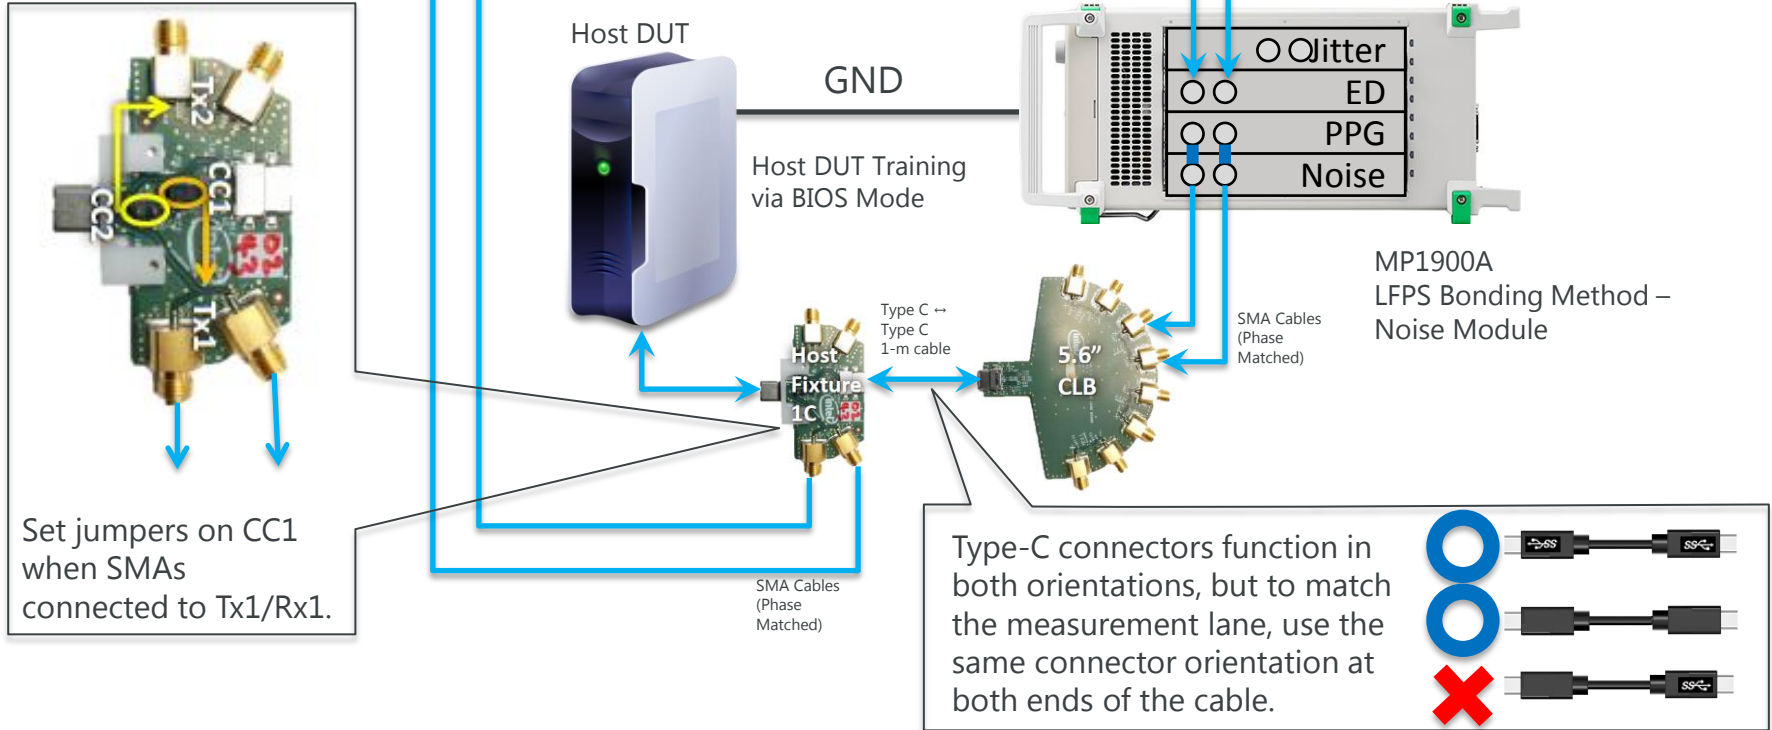 Tx2
CC1
CC2
Tx1
Set jumpers on CC1
when SMAs
connected to Tx1/Rx1.
Host DUT
GND
Host DUT Training
via BIOS Mode
Jitter
ED
PPG
Noise
MP1900A
LFPS Bonding Method –
Noise Module
Host
Fixture
1C
Type C ↔
Type C
1-m cable
5.6”
CLB
SMA Cables
(Phase
Matched)
SMA Cables
(Phase
Matched)
Type-C connectors function in
both orientations, but to match
the measurement lane, use the
same connector orientation at
both ends of the cable.
SS
SS
SS